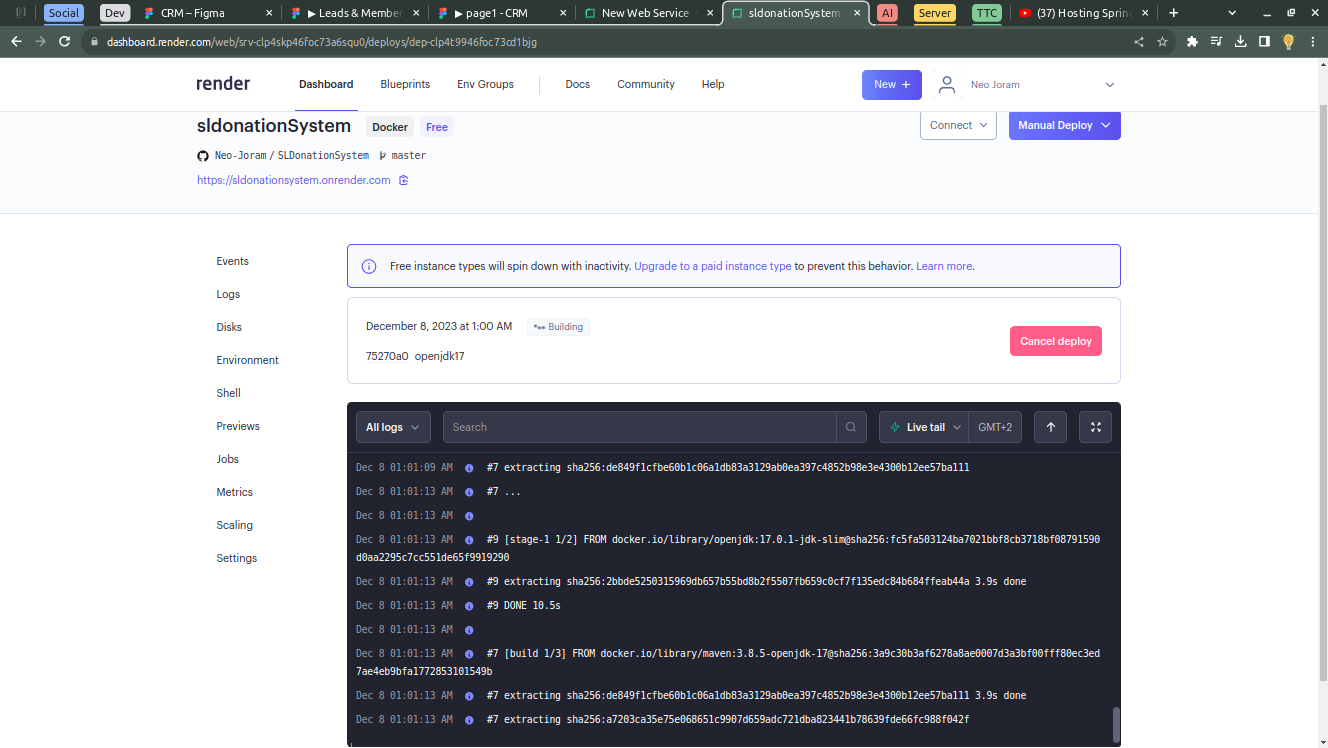 Social
Dev
CRM – Figma
▶ Leads & Member
▶ page1 - CRM
New Web Service
sldonationSystem
AI
Server
TTC
(37) Hosting Spring
dashboard.render.com/web/srv-clp4skp46foc73a6squ0/deploys/dep-clp4t9946foc73cd1bjg
render
Dashboard
Blueprints
Env Groups
Docs
Community
Help
New +
Neo Joram
sldonationSystem
Docker
Free
Connect
Manual Deploy
Neo-Joram / SLDonationSystem
master
https://sldonationsystem.onrender.com
Events
Logs
Disks
Environment
Shell
Previews
Jobs
Metrics
Scaling
Settings
Free instance types will spin down with inactivity. Upgrade to a paid instance type to prevent this behavior. Learn more.
December 8, 2023 at 1:00 AM
Building
75270a0 openjdk17
Cancel deploy
All logs
Search
Live tail
GMT+2
Dec 8 01:01:09 AM #7 extracting sha256:de849f1cfbe60b1c06a1db83a3129ab0ea397c4852b98e3e4300b12ee57ba111
Dec 8 01:01:13 AM #7 ...
Dec 8 01:01:13 AM
Dec 8 01:01:13 AM #9 [stage-1 1/2] FROM docker.io/library/openjdk:17.0.1-jdk-slim@sha256:fc5fa503124ba7021bbf8cb3718bf08791590
d0aa2295c7cc551de65f9919290
Dec 8 01:01:13 AM #9 extracting sha256:2bbde5250315969db657b55bd8b2f5507fb659c0cf7f135edc84b684ffeab44a 3.9s done
Dec 8 01:01:13 AM #9 DONE 10.5s
Dec 8 01:01:13 AM
Dec 8 01:01:13 AM #7 [build 1/3] FROM docker.io/library/maven:3.8.5-openjdk-17@sha256:3a9c30b3af6278a8ae0007d3a3bf00fff80ec3ed
7ae4eb9bfa1772853101549b
Dec 8 01:01:13 AM #7 extracting sha256:de849f1cfbe60b1c06a1db83a3129ab0ea397c4852b98e3e4300b12ee57ba111 3.9s done
Dec 8 01:01:13 AM #7 extracting sha256:a7203ca35e75e068651c9907d659adc721dba823441b78639fde66fc988f042f